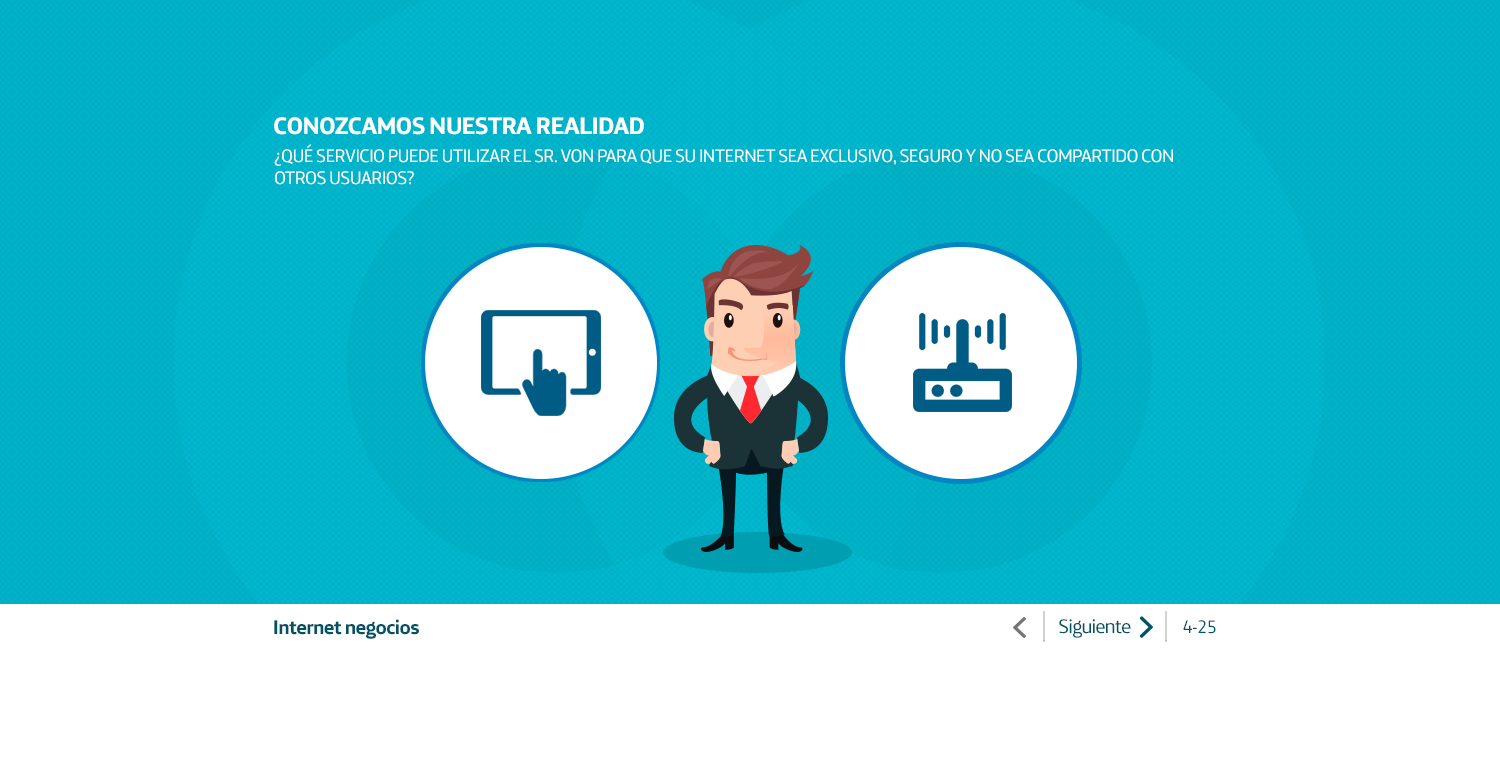 CONOZCAMOS NUESTRA REALIDAD
¿QUÉ SERVICIO PUEDE UTILIZAR EL SR. VON PARA QUE SU INTERNET SEA EXCLUSIVO, SEGURO Y NO SEA COMPARTIDO CON
OTROS USUARIOS?
Internet negocios
Siguiente
4-25